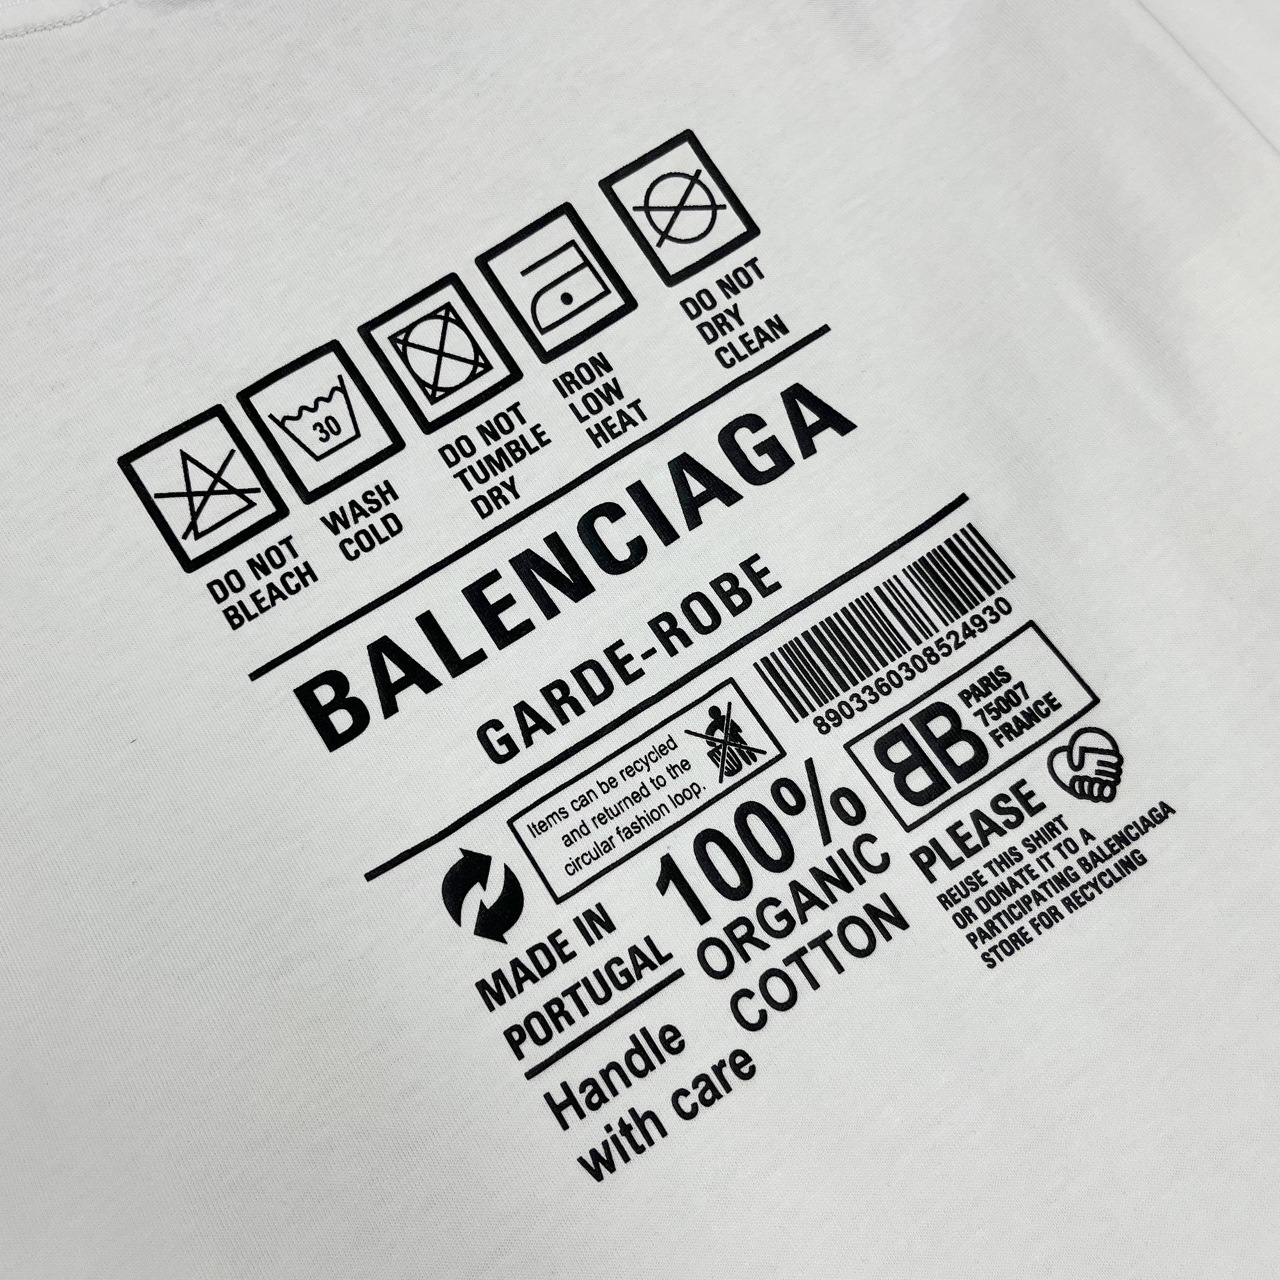 DO NOT
BLEACH
30
WASH
COLD
DO NOT
TUMBLE
DRY
IRON
LOW
HEAT
DO NOT
DRY
CLEAN
BALENCIAGA
GARDE-ROBE
Items can be recycled
and returned to the
circular fashion loop.
8903360308524930
BB
PARIS
75007
FRANCE
MADE IN
PORTUGAL
100%
ORGANIC
COTTON
PLEASE
REUSE THIS SHIRT
OR DONATE IT TO A
PARTICIPATING BALENCIAGA
STORE FOR RECYCLING
Handle
with care